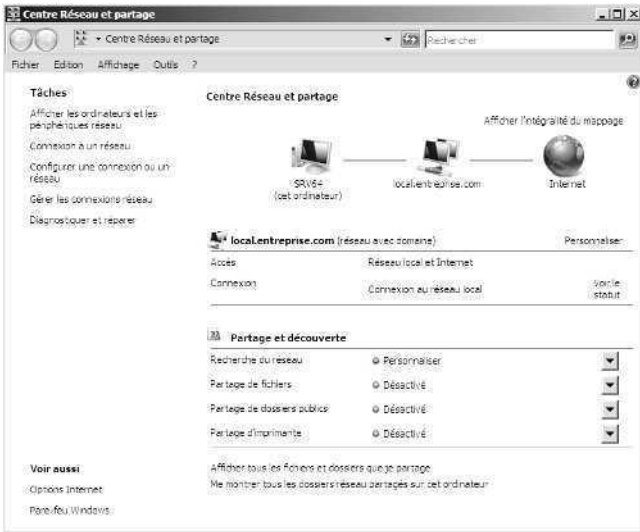 Centre Réseau et partage
Centre Réseau et partage
Rechercher
Fichier Edition Affichage Outils ?
Tâches
Afficher les ordinateurs et les
périphériques réseau
Connexion à un réseau
Configurer une connexion ou un
réseau
Gérer les connexions réseau
Diagnostiquer et réparer
Centre Réseau et partage
Afficher l'intégralité du mappage
SRV64
(cet ordinateur)
local.entreprise.com
Internet
local.entreprise.com (réseau avec domaine) Personnaliser
Accès Réseau local et Internet
Connexion Connexion au réseau local Voir le
statut
Partage et découverte
Recherche du réseau Personnaliser
Partage de fichiers Désactivé
Partage de dossiers publics Désactivé
Partage d'imprimante Désactivé
Afficher tous les fichiers et dossiers que je partage
Me montrer tous les dossiers réseau partagés sur cet ordinateur
Voir aussi
Options Internet
Pare-feu Windows